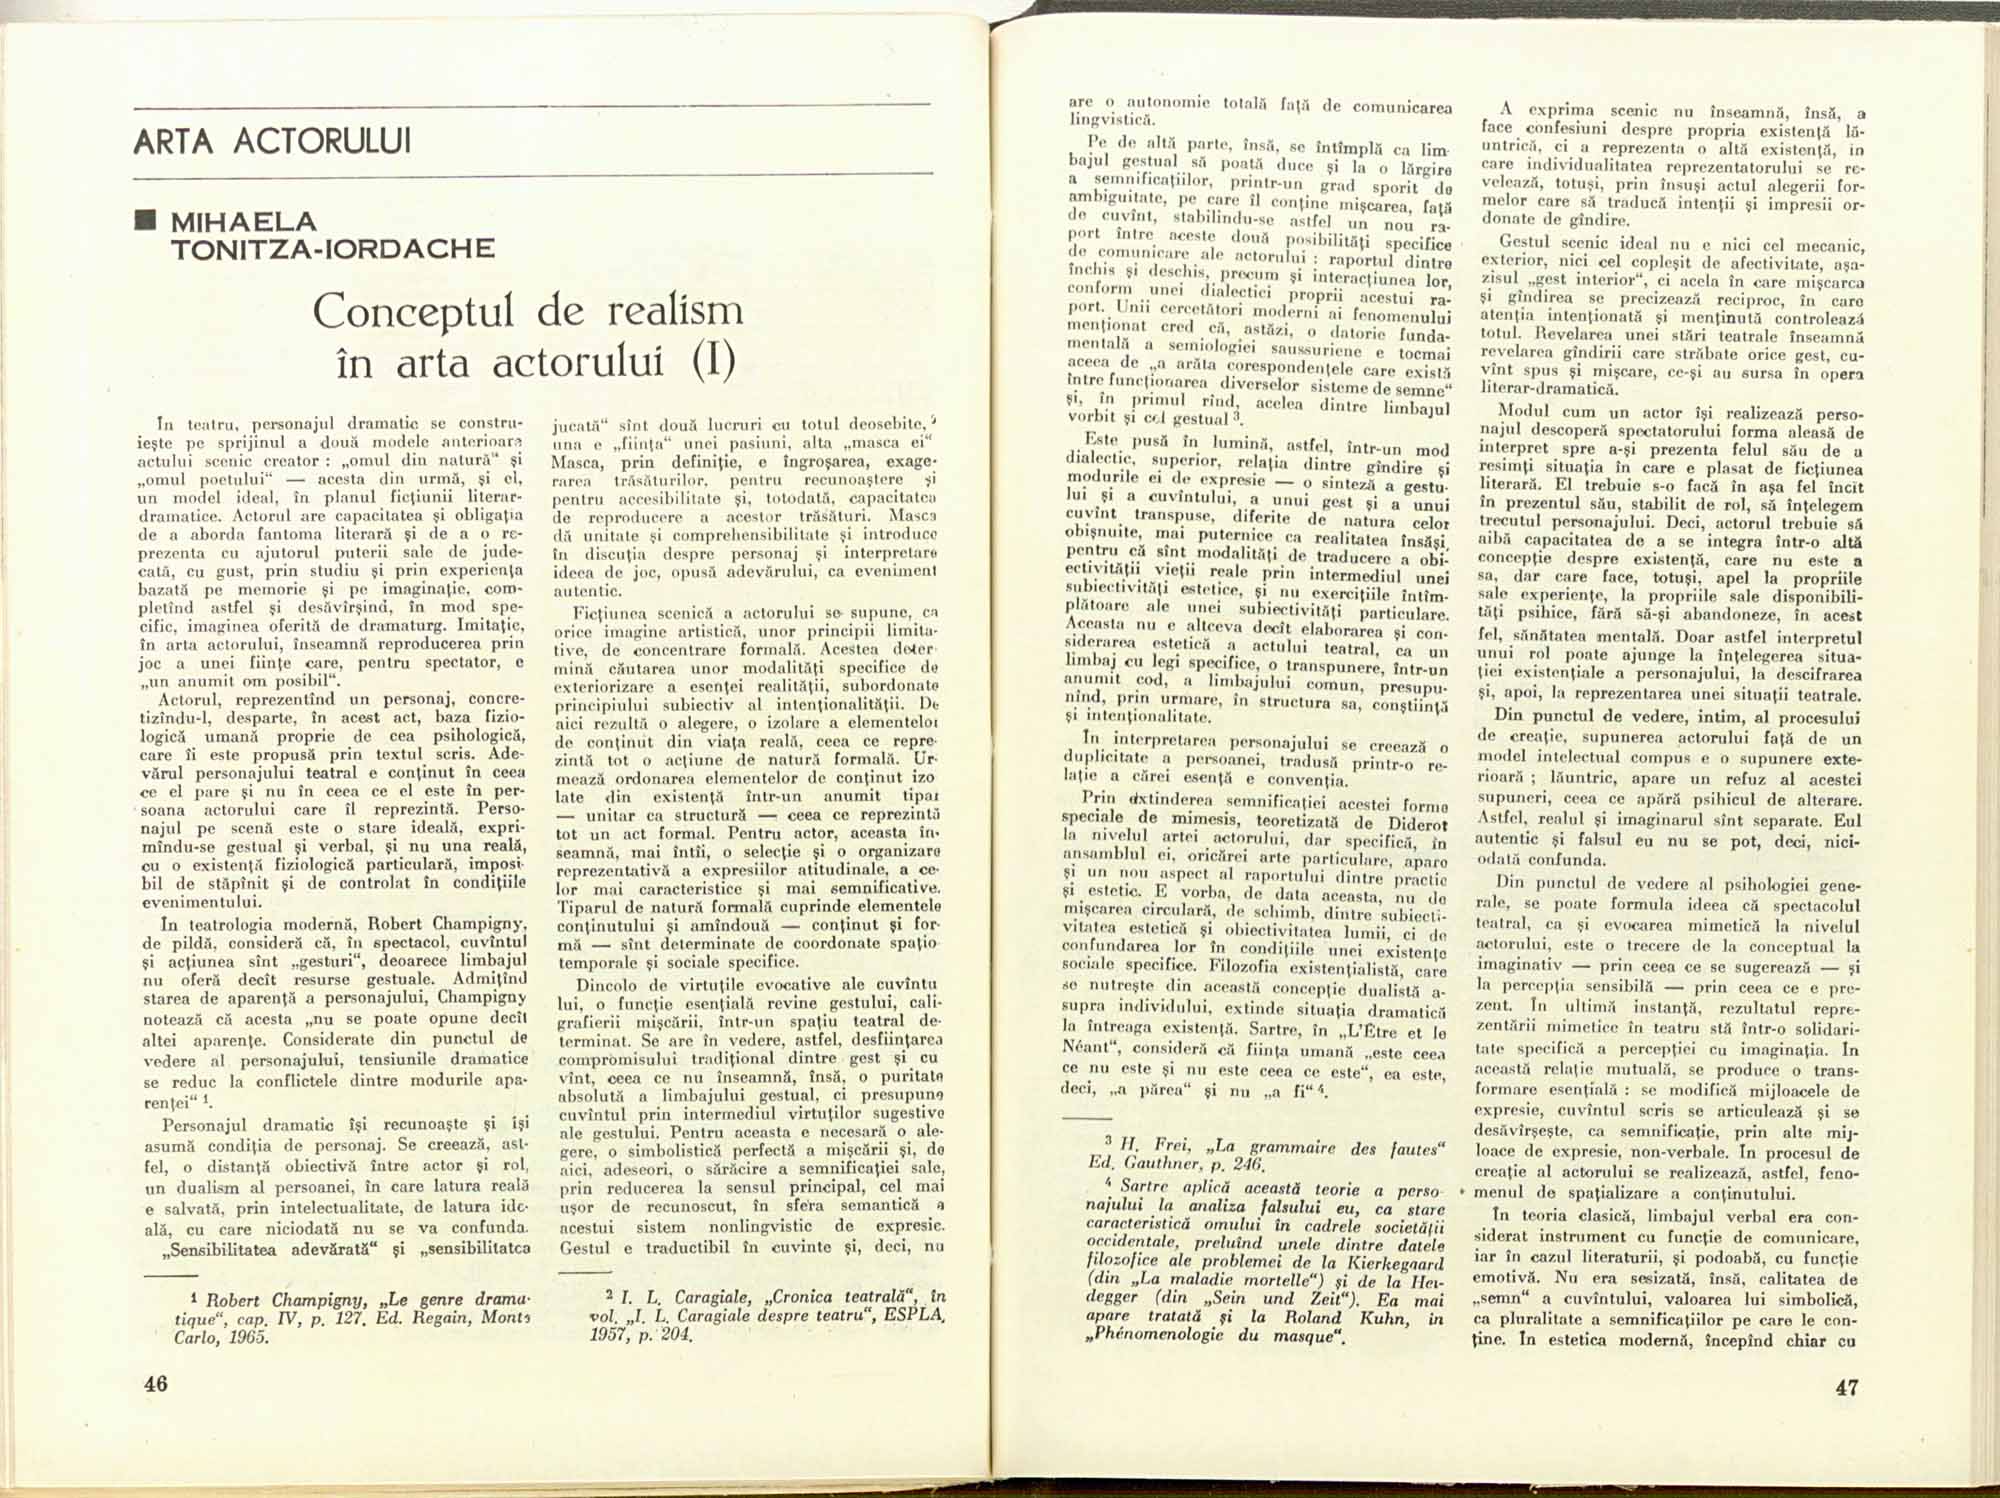 ARTA ACTORULUI
■ MIHAELA
TONITZA-IORDACHE
Conceptul de realism
în arta actorului (I)
In teatru, personajul dramatic se constru-
iește pe sprijinul a două modele anterioare
actului scenic creator : „omul din natură“ și
„omul poetului“ — acesta din urmă, și el,
un model ideal, în planul ficțiunii literar-
dramatice. Actorul are capacitatea și obligația
de a aborda fantoma literară și de a o re-
prezenta cu ajutorul puterii sale de jude-
cată, cu gust, prin studiu și prin experiența
bazată pe memorie și pe imaginație, com-
pletînd astfel și desăvîrșind, în mod spe-
cific, imaginea oferită de dramaturg. Imitație,
în arta actorului, înseamnă reproducerea prin
joc a unei ființe care, pentru spectator, e
„un anumit om posibil“.
Actorul, reprezentînd un personaj, concre-
tizîndu-l, desparte, în acest act, baza fizio-
logică umană proprie de cea psihologică,
care îi este propusă prin textul scris. Ade-
vărul personajului teatral e conținut în ceea
ce el pare și nu în ceea ce el este în per-
soana actorului care îl reprezintă. Perso-
najul pe scenă este o stare ideală, expri-
mîndu-se gestual și verbal, și nu una reală,
cu o existență fiziologică particulară, imposi-
bil de stăpînit și de controlat în condițiile
evenimentului.
In teatrologia modernă, Robert Champigny,
de pildă, consideră că, în spectacol, cuvîntul
și acțiunea sînt „gesturi“, deoarece limbajul
nu oferă decît resurse gestuale. Admițînd
starea de aparență a personajului, Champigny
notează că acesta „nu se poate opune decît
altei aparențe. Considerate din punctul de
vedere al personajului, tensiunile dramatice
se reduc la conflictele dintre modurile apa-
renței“ 1.
Personajul dramatic își recunoaște și își
asumă condiția de personaj. Se creează, ast-
fel, o distanță obiectivă între actor și rol,
un dualism al persoanei, în care latura reală
e salvată, prin intelectualitate, de latura ide-
ală, cu care niciodată nu se va confunda.
„Sensibilitatea adevărată“ și „sensibilitatea
1 Robert Champigny, „Le genre drama-
tique“, cap. IV, p. 127. Ed. Regain, Monte
Carlo, 1965.
46
jucată“ sînt două lucruri cu totul deosebite, 2
una e „ființa“ unei pasiuni, alta „masca ei“
Masca, prin definiție, e îngroșarea, exage-
rarea trăsăturilor, pentru recunoaștere și
pentru accesibilitate și, totodată, capacitatea
de reproducere a acestor trăsături. Masca
dă unitate și comprehensibilitate și introduce
în discuția despre personaj și interpretare
ideea de joc, opusă adevărului, ca eveniment
autentic.
Ficțiunea scenică a actorului se supune, ca
orice imagine artistică, unor principii limita-
tive, de concentrare formală. Acestea deter-
mină căutarea unor modalități specifice de
exteriorizare a esenței realității, subordonate
principiului subiectiv al intenționalității. De
aici rezultă o alegere, o izolare a elementelor
de conținut din viața reală, ceea ce repre-
zintă tot o acțiune de natură formală. Ur-
mează ordonarea elementelor de conținut izo
late din existență într-un anumit tipar
— unitar ca structură — ceea ce reprezintă
tot un act formal. Pentru actor, aceasta în-
seamnă, mai întîi, o selecție și o organizare
reprezentativă a expresiilor atitudinale, a ce-
lor mai caracteristice și mai semnificative.
Tiparul de natură formală cuprinde elementele
conținutului și amîndouă — conținut și for-
mă — sînt determinate de coordonate spațio
temporale și sociale specifice.
Dincolo de virtuțile evocative ale cuvîntu
lui, o funcție esențială revine gestului, cali-
grafierii mișcării, într-un spațiu teatral de-
terminat. Se are în vedere, astfel, desființarea
compromisului tradițional dintre gest și cu
vînt, ceea ce nu înseamnă, însă, o puritate
absolută a limbajului gestual, ci presupune
cuvîntul prin intermediul virtuților sugestive
ale gestului. Pentru aceasta e necesară o ale-
gere, o simbolistică perfectă a mișcării și, de
aici, adeseori, o sărăcire a semnificației sale,
prin reducerea la sensul principal, cel mai
ușor de recunoscut, în sfera semantică a
acestui sistem nonlingvistic de expresie.
Gestul e traductibil în cuvinte și, deci, nu
2 I. L. Caragiale, „Cronica teatrală“, în
vol. „I. L. Caragiale despre teatru“, ESPLA,
1957, p. 204.
are o autonomie totală față de comunicarea
lingvistică.
Pe de altă parte, însă, se întîmplă ca lim-
bajul gestual să poată duce și la o lărgire
a semnificațiilor, printr-un grad sporit de
ambiguitate, pe care îl conține mișcarea, față
de cuvînt, stabilindu-se astfel un nou ra-
port între aceste două posibilități specifice
de comunicare ale actorului : raportul dintre
închis și deschis, precum și interacțiunea lor,
conform unei dialectici proprii acestui ra-
port. Unii cercetători moderni ai fenomenului
menționat cred că, astăzi, o datorie funda-
mentală a semiologiei saussuriene e tocmai
aceea de „a arăta corespondențele care există
între funcționarea diverselor sisteme de semne“
și, în primul rînd, acelea dintre limbajul
vorbit și cel gestual 3.
Este pusă în lumină, astfel, într-un mod
dialectic, superior, relația dintre gîndire și
modurile ei de expresie — o sinteză a gestu-
lui și a cuvîntului, a unui gest și a unui
cuvînt transpuse, diferite de natura celor
obișnuite, mai puternice ca realitatea însăși,
pentru că sînt modalități de traducere a obi-
ectivității vieții reale prin intermediul unei
subiectivități estetice, și nu exercițiile întîm-
plătoare ale unei subiectivități particulare.
Aceasta nu e altceva decît elaborarea și con-
siderarea estetică a actului teatral, ca un
limbaj cu legi specifice, o transpunere, într-un
anumit cod, a limbajului comun, presupu-
nînd, prin urmare, în structura sa, conștiință
și intenționalitate.
In interpretarea personajului se creează o
duplicitate a persoanei, tradusă printr-o re-
lație a cărei esență e convenția.
Prin extinderea semnificației acestei forme
speciale de mimesis, teoretizată de Diderot
la nivelul artei actorului, dar specifică, în
ansamblul ei, oricărei arte particulare, apare
și un nou aspect al raportului dintre practic
și estetic. E vorba, de data aceasta, nu de
mișcarea circulară, de schimb, dintre subiecti-
vitatea estetică și obiectivitatea lumii, ci de
confundarea lor în condițiile unei existențe
sociale specifice. Filozofia existențialistă, care
se nutrește din această concepție dualistă a-
supra individului, extinde situația dramatică
la întreaga existență. Sartre, în „L'Être et le
Néant“, consideră că ființa umană „este ceea
ce nu este și nu este ceea ce este“, ea este,
deci, „a părea“ și nu „a fi“ 4.
3 H. Frei, „La grammaire des fautes“
Ed. Gauthner, p. 246.
4 Sartre aplică această teorie a perso-
najului la analiza falsului eu, ca stare
caracteristică omului în cadrele societății
occidentale, preluînd unele dintre datele
filozofice ale problemei de la Kierkegaard
(din „La maladie mortelle“) și de la Hei-
degger (din „Sein und Zeit“). Ea mai
apare tratată și la Roland Kuhn, in
„Phénomenologie du masque“.
A exprima scenic nu înseamnă, însă, a
face confesiuni despre propria existență lă-
untrică, ci a reprezenta o altă existență, in
care individualitatea reprezentatorului se re-
velează, totuși, prin însuși actul alegerii for-
melor care să traducă intenții și impresii or-
donate de gîndire.
Gestul scenic ideal nu e nici cel mecanic,
exterior, nici cel copleșit de afectivitate, așa-
zisul „gest interior“, ci acela în care mișcarea
și gîndirea se precizează reciproc, în care
atenția intenționată și menținută controlează
totul. Revelarea unei stări teatrale înseamnă
revelarea gîndirii care străbate orice gest, cu-
vînt spus și mișcare, ce-și au sursa în opera
literar-dramatică.
Modul cum un actor își realizează perso-
najul descoperă spectatorului forma aleasă de
interpret spre a-și prezenta felul său de a
resimți situația în care e plasat de ficțiunea
literară. El trebuie s-o facă în așa fel încît
în prezentul său, stabilit de rol, să înțelegem
trecutul personajului. Deci, actorul trebuie să
aibă capacitatea de a se integra într-o altă
concepție despre existență, care nu este a
sa, dar care face, totuși, apel la propriile
sale experiențe, la propriile sale disponibili-
tăți psihice, fără să-și abandoneze, în acest
fel, sănătatea mentală. Doar astfel interpretul
unui rol poate ajunge la înțelegerea situa-
ției existențiale a personajului, la descifrarea
și, apoi, la reprezentarea unei situații teatrale.
Din punctul de vedere, intim, al procesului
de creație, supunerea actorului față de un
model intelectual compus e o supunere exte-
rioară ; lăuntric, apare un refuz al acestei
supuneri, ceea ce apără psihicul de alterare.
Astfel, realul și imaginarul sînt separate. Eul
autentic și falsul eu nu se pot, deci, nici-
odată confunda.
Din punctul de vedere al psihologiei gene-
rale, se poate formula ideea că spectacolul
teatral, ca și evocarea mimetică la nivelul
actorului, este o trecere de la conceptual la
imaginativ — prin ceea ce se sugerează — și
la percepția sensibilă — prin ceea ce e pre-
zent. In ultimă instanță, rezultatul repre-
zentării mimetice în teatru stă într-o solidari-
tate specifică a percepției cu imaginația. In
această relație mutuală, se produce o trans-
formare esențială : se modifică mijloacele de
expresie, cuvîntul scris se articulează și se
desăvîrșește, ca semnificație, prin alte mij-
loace de expresie, non-verbale. In procesul de
creație al actorului se realizează, astfel, feno-
menul de spațializare a conținutului.
In teoria clasică, limbajul verbal era con-
siderat instrument cu funcție de comunicare,
iar în cazul literaturii, și podoabă, cu funcție
emotivă. Nu era sesizată, însă, calitatea de
„semn“ a cuvîntului, valoarea lui simbolică,
ca pluralitate a semnificațiilor pe care le con-
ține. In estetica modernă, începînd chiar cu
47